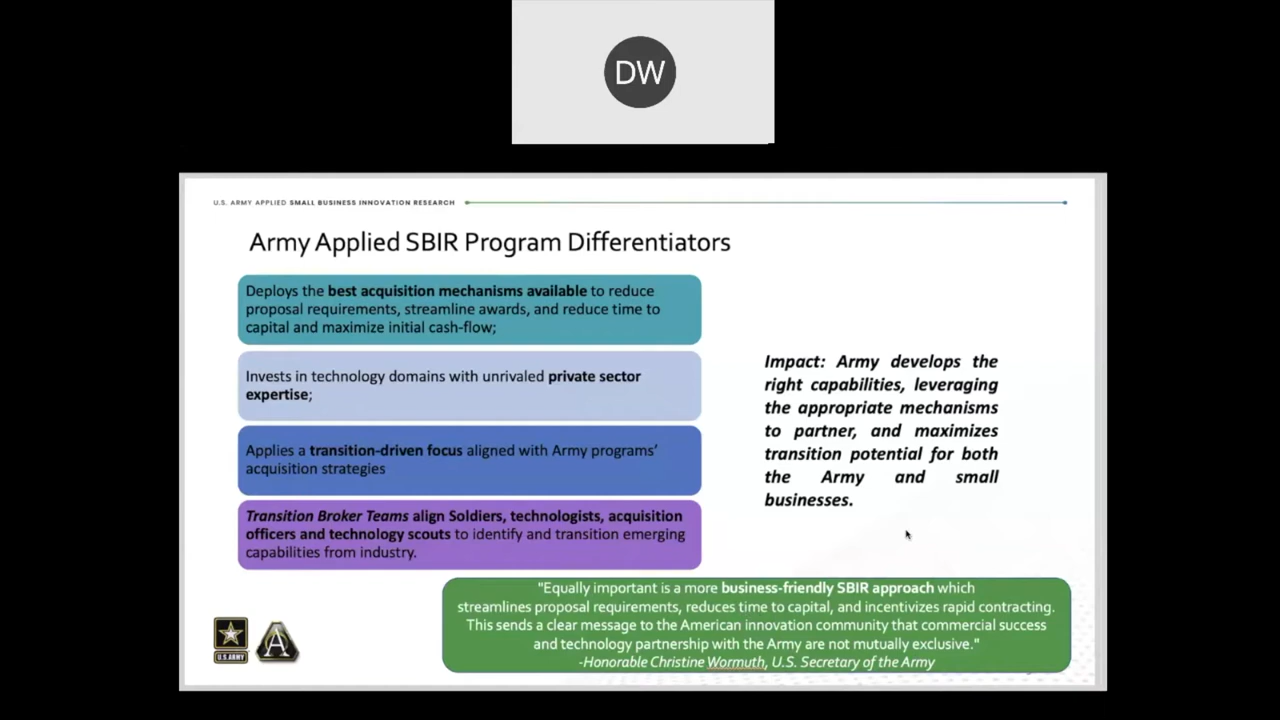 DW
U.S. ARMY APPLIED SMALL BUSINESS INNOVATION RESEARCH
Army Applied SBIR Program Differentiators
Deploys the best acquisition mechanisms available to reduce
proposal requirements, streamline awards, and reduce time to
capital and maximize initial cash-flow;
Invests in technology domains with unrivaled private sector
expertise;
Applies a transition-driven focus aligned with Army programs'
acquisition strategies
Transition Broker Teams align Soldiers, technologists, acquisition
officers and technology scouts to identify and transition emerging
capabilities from industry.
Impact: Army develops the
right capabilities, leveraging
the appropriate mechanisms
to partner, and maximizes
transition potential for both
the Army and small
businesses.
"Equally important is a more business-friendly SBIR approach which
streamlines proposal requirements, reduces time to capital, and incentivizes rapid contracting.
This sends a clear message to the American innovation community that commercial success
and technology partnership with the Army are not mutually exclusive."
-Honorable Christine Wormuth, U.S. Secretary of the Army
U.S. ARMY
A